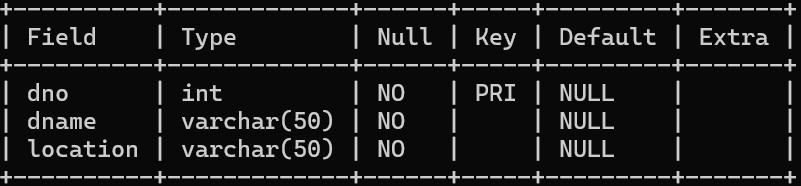 +----------+-------------+------+-----+---------+-------+
| Field    | Type        | Null | Key | Default | Extra |
+----------+-------------+------+-----+---------+-------+
| dno      | int         | NO   | PRI | NULL    |       |
| dname    | varchar(50) | NO   |     | NULL    |       |
| location | varchar(50) | NO   |     | NULL    |       |
+----------+-------------+------+-----+---------+-------+